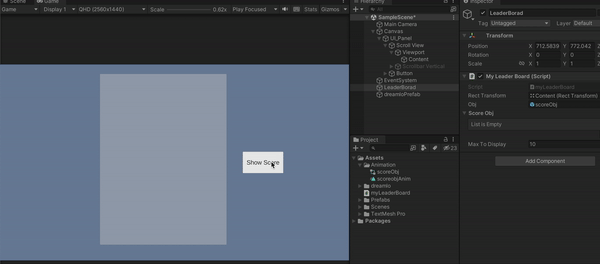 Scene
Game
Game
Display 1
QHD (2560x1440)
Scale
0.62x
Play Focused
Stats
Gizmos
Show Score
Hierarchy
All
SampleScene*
Main Camera
Canvas
UI_Panel
Scroll View
Viewport
Content
Scrollbar Vertical
Button
EventSystem
LeaderBorad
dreamloPrefab
Project
23
Assets
Animation
scoreObj
scoreobjAnim
dreamlo
myLeaderBoard
Prefabs
Scenes
TextMesh Pro
Packages
Inspector
LeaderBorad
Tag Untagged
Layer Default
Transform
Position X 712.5839 Y 772.042 Z
Rotation X 0 Y 0 Z
Scale X 1 Y 1 Z
My Leader Board (Script)
Script myLeaderBoard
Rect Transform Content (Rect Transform)
Obj scoreObj
Score Obj
List is Empty
Max To Display 10
Add Component